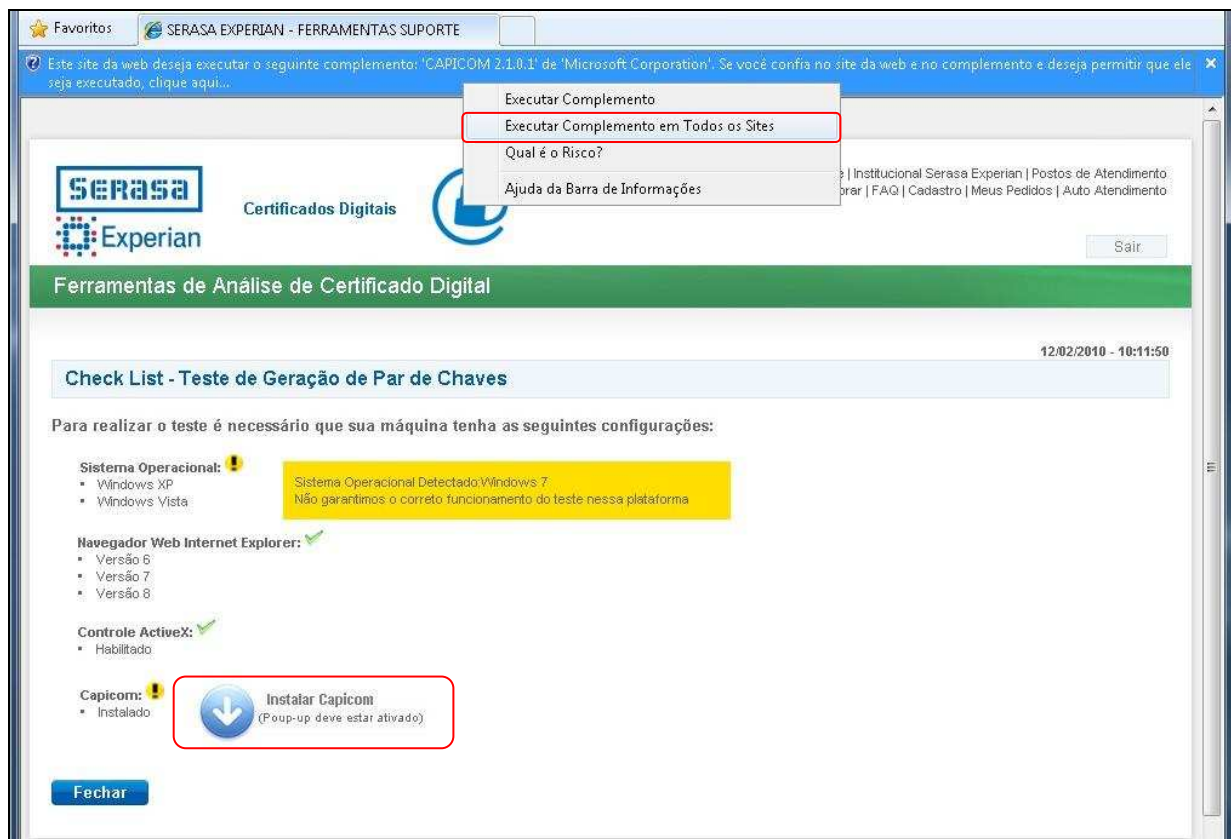 Favoritos
SERASA EXPERIAN - FERRAMENTAS SUPORTE
Este site da web deseja executar o seguinte complemento: 'CAPICOM 2.1.0.1' de 'Microsoft Corporation'. Se você confia no site da web e no complemento e deseja permitir que ele
seja executado, clique aqui...
Executar Complemento
Executar Complemento em Todos os Sites
Qual é o Risco?
Ajuda da Barra de Informações
| Institucional Serasa Experian | Postos de Atendimento
| FAQ | Cadastro | Meus Pedidos | Auto Atendimento
Serasa
Experian
Certificados Digitais
Sair
Ferramentas de Análise de Certificado Digital
12/02/2010 - 10:11:50
Check List - Teste de Geração de Par de Chaves
Para realizar o teste é necessário que sua máquina tenha as seguintes configurações:
Sistema Operacional:
Windows XP
Windows Vista
Sistema Operacional Detectado:Windows 7
Não garantimos o correto funcionamento do teste nessa plataforma
Navegador Web Internet Explorer:
Versão 6
Versão 7
Versão 8
Controle ActiveX:
Habilitado
Capicom:
Instalado
Instalar Capicom
(Poup-up deve estar ativado)
Fechar